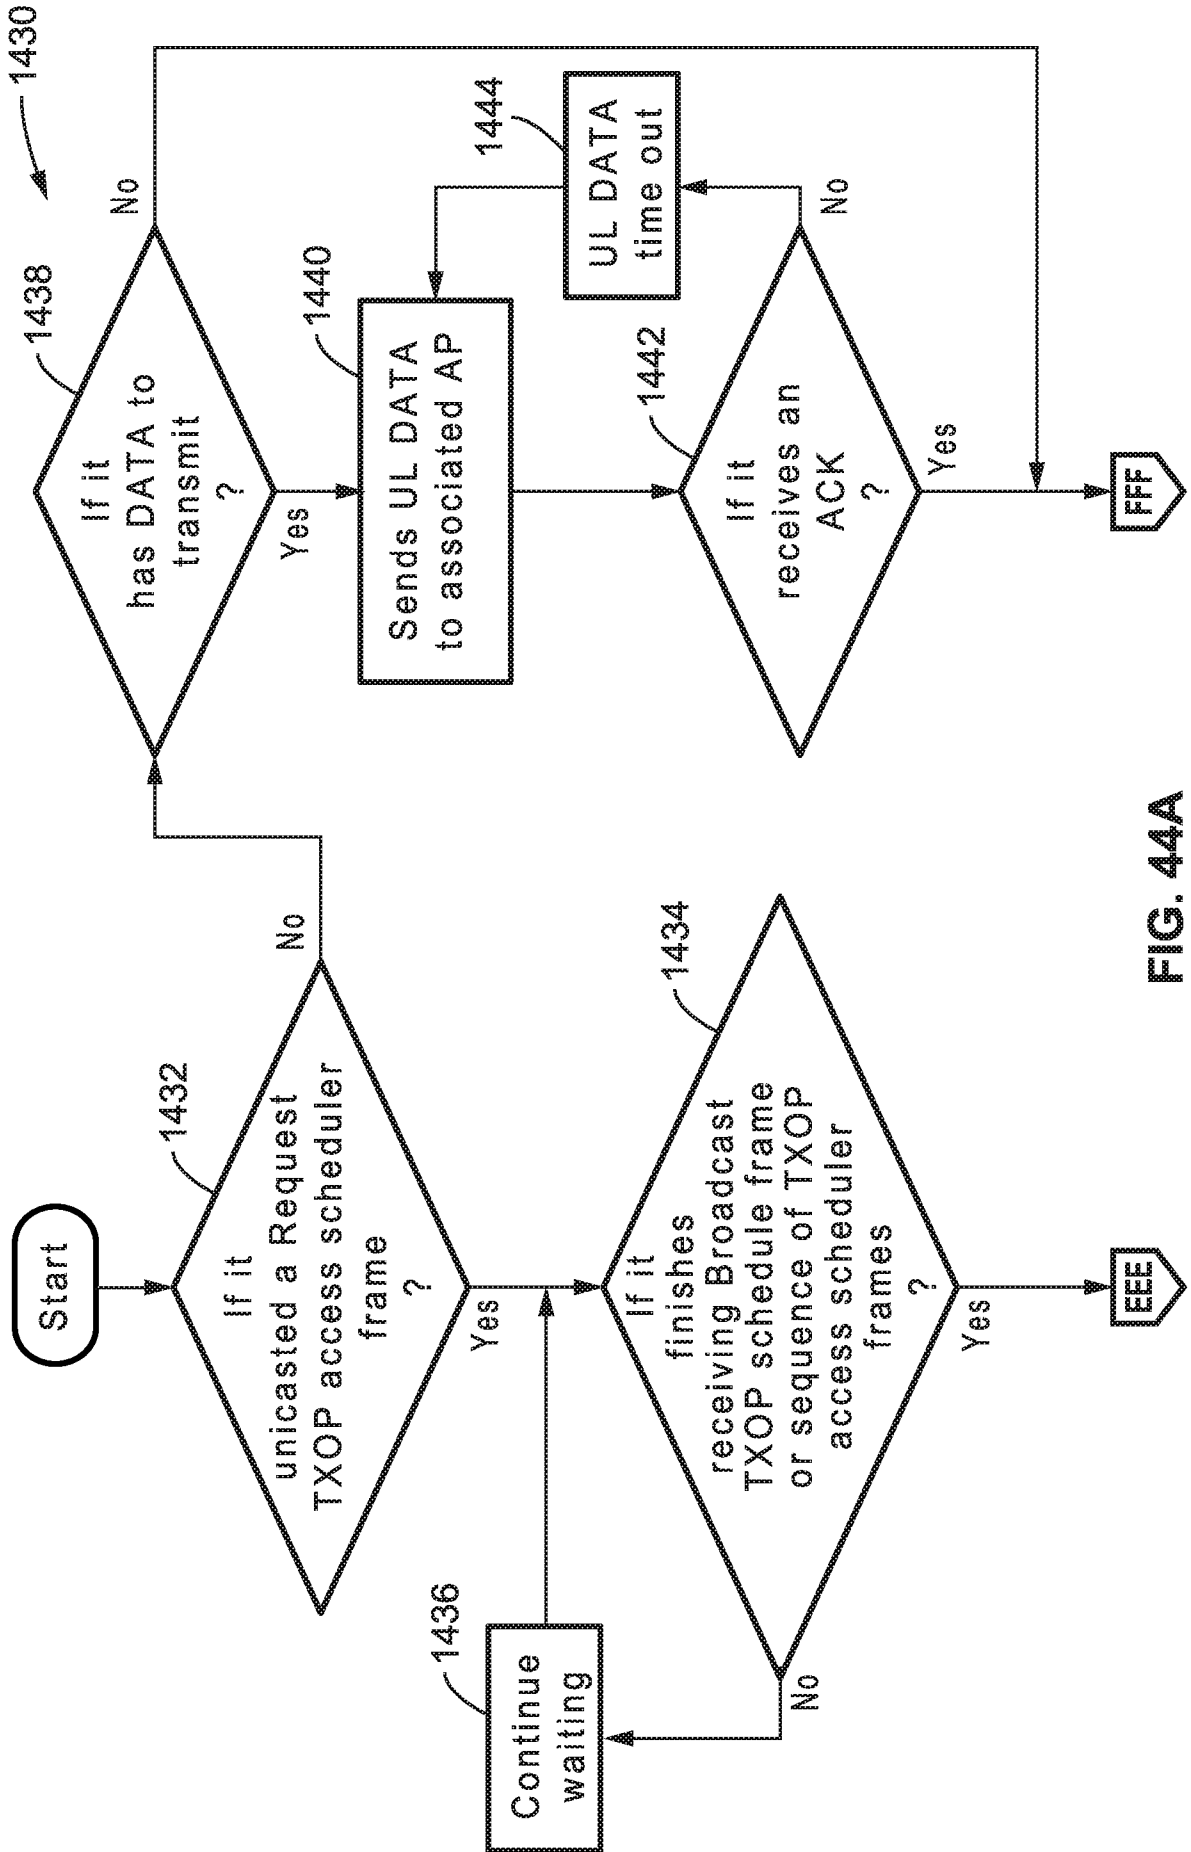 1430
Start
1432
If it
unicasted a Request
TXOP access scheduler
frame
?
No
Yes
1436
Continue
waiting
1434
If it
finishes
receiving Broadcast
TXOP schedule frame
or sequence of TXOP
access scheduler
frames
?
No
Yes
EEE
1438
If it
has DATA to
transmit
?
No
Yes
1440
Sends UL DATA
to associated AP
1444
UL DATA
time out
1442
If it
receives an
ACK
?
No
Yes
FFF
FIG. 44A